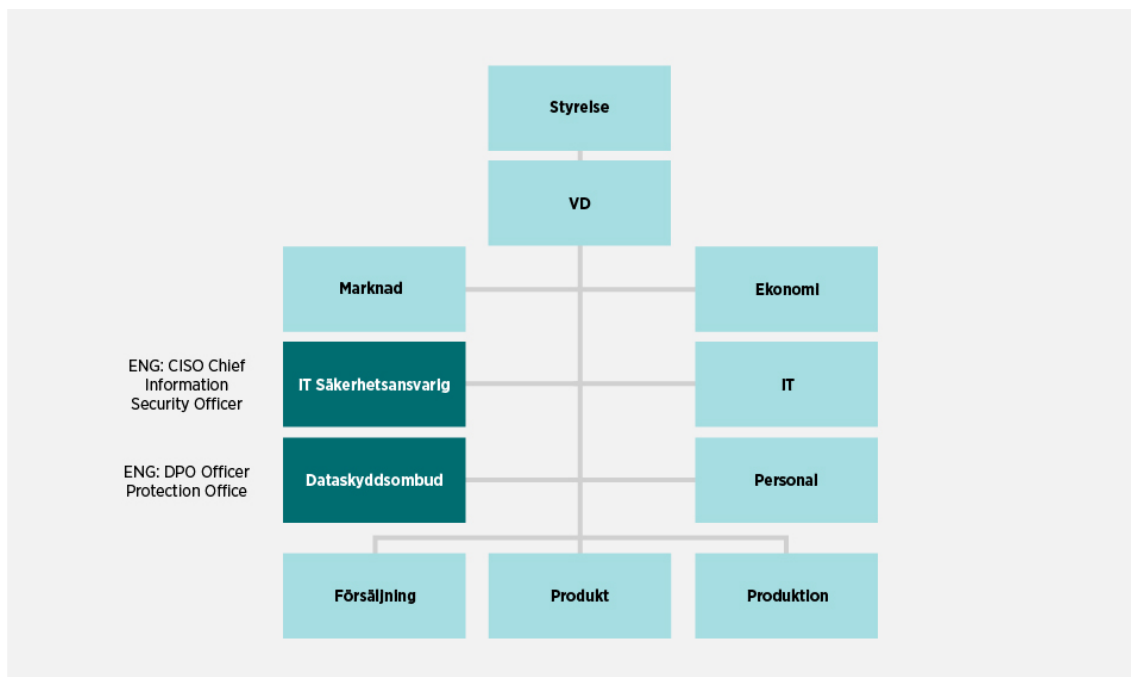 Styrelse
VD
Marknad
Ekonomi
ENG: CISO Chief
Information
Security Officer
IT Säkerhetsansvarig
IT
ENG: DPO Officer
Protection Office
Dataskyddsombud
Personal
Försäljning
Produkt
Produktion